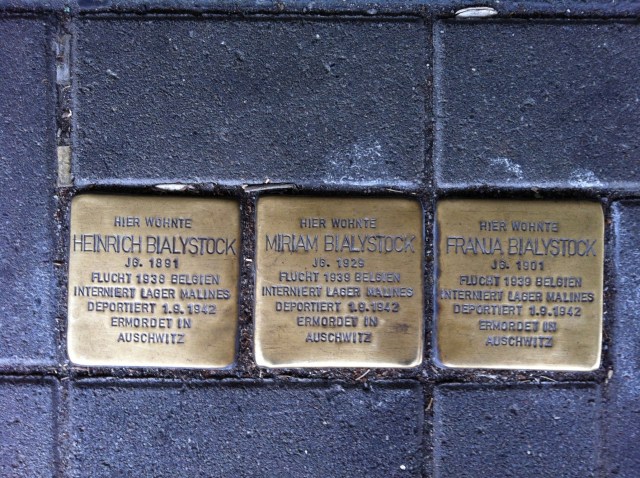 HIER WOHNTE
HEINRICH BIALYSTOCK
JG. 1891
FLUCHT 1938 BELGIEN
INTERNIERT LAGER MALINES
DEPORTIERT 1.9.1942
ERMORDET IN
AUSCHWITZ
HIER WOHNTE
MIRIAM BIALYSTOCK
JG. 1929
FLUCHT 1939 BELGIEN
INTERNIERT LAGER MALINES
DEPORTIERT 1.9.1942
ERMORDET IN
AUSCHWITZ
HIER WOHNTE
FRANJA BIALYSTOCK
JG. 1901
FLUCHT 1939 BELGIEN
INTERNIERT LAGER MALINES
DEPORTIERT 1.9.1942
ERMORDET IN
AUSCHWITZ